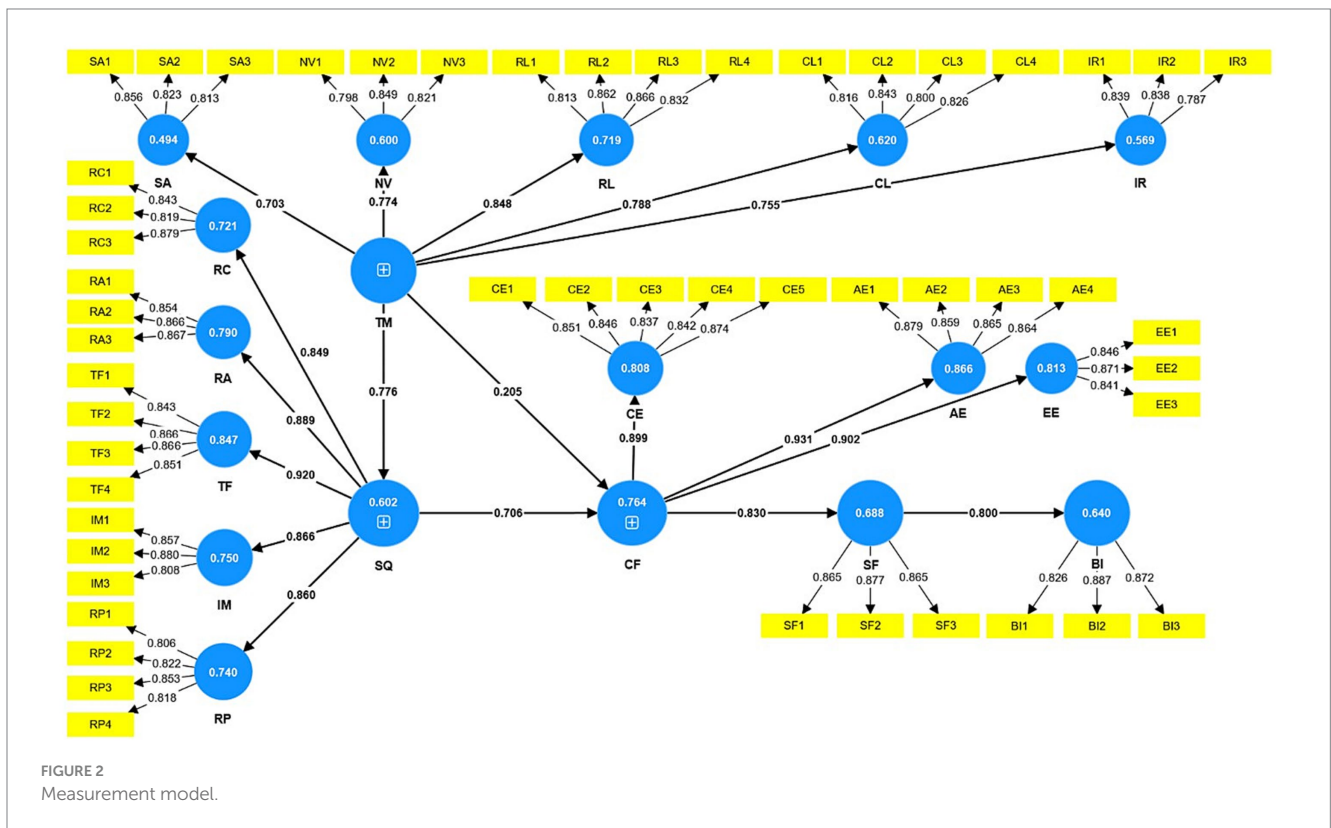 SA1 SA2 SA3 NV1 NV2 NV3 RL1 RL2 RL3 RL4 CL1 CL2 CL3 CL4 IR1 IR2 IR3
0.856 0.823 0.813 0.798 0.849 0.821 0.813 0.862 0.866 0.832 0.816 0.843 0.800 0.826 0.839 0.838 0.787
0.494 0.600 0.719 0.620 0.569
SA NV RL CL IR
0.703 0.774 0.848 0.788 0.755
RC1
RC2
RC3
0.843
0.819
0.879
0.721
RC
TM
RA1
RA2
RA3
0.854
0.866
0.867
0.790
RA
0.849
0.776
0.205
0.889
CE1 CE2 CE3 CE4 CE5 AE1 AE2 AE3 AE4
0.851 0.846 0.837 0.842 0.874 0.879 0.859 0.865 0.864
0.808 0.866 0.813
CE AE EE
0.846
0.871
0.841
EE1
EE2
EE3
0.899 0.931 0.902
TF1
TF2
TF3
TF4
0.843
0.866
0.866
0.851
0.847
TF
0.920
0.602 0.706 0.764 0.830 0.688 0.800 0.640
SQ CF SF BI
0.865 0.877 0.865 0.826 0.887 0.872
SF1 SF2 SF3 BI1 BI2 BI3
IM1
IM2
IM3
0.857
0.880
0.808
0.750
IM
0.866
0.860
RP1
RP2
RP3
RP4
0.806
0.822
0.853
0.818
0.740
RP
FIGURE 2
Measurement model.